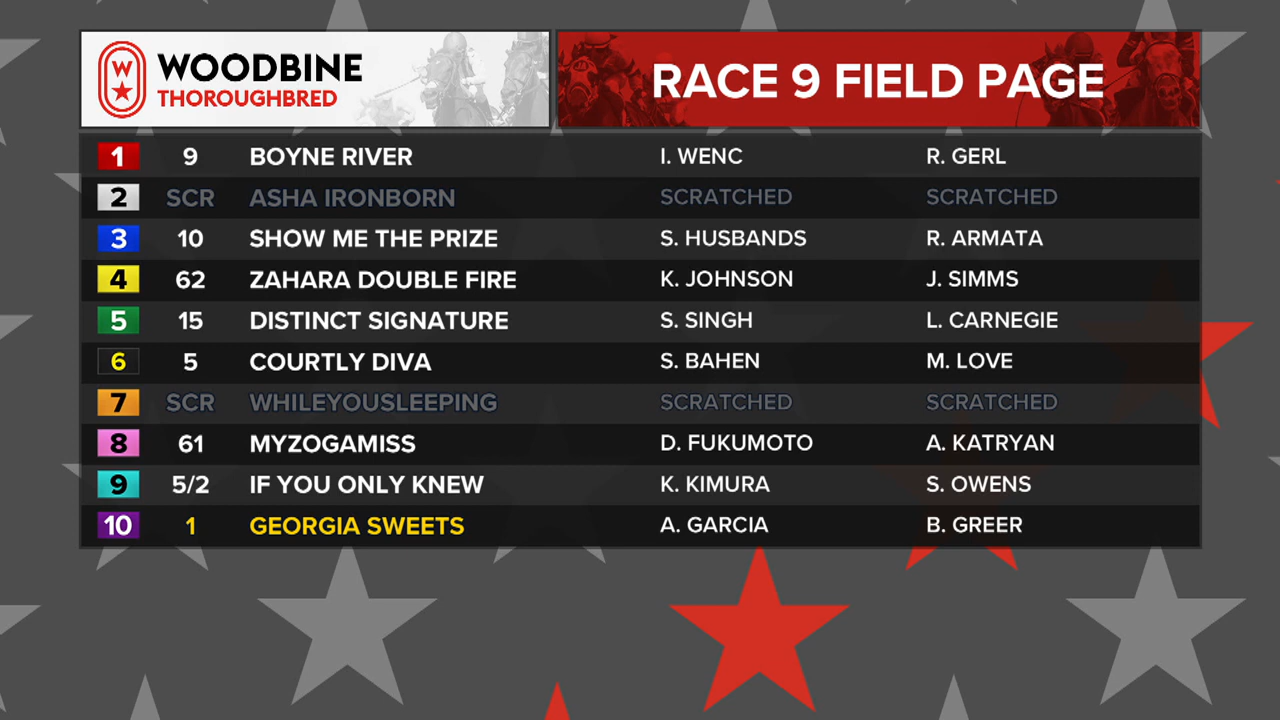 W
WOODBINE
THOROUGHBRED
RACE 9 FIELD PAGE
1 9 BOYNE RIVER I. WENC R. GERL
2 SCR ASHA IRONBORN SCRATCHED SCRATCHED
3 10 SHOW ME THE PRIZE S. HUSBANDS R. ARMATA
4 62 ZAHARA DOUBLE FIRE K. JOHNSON J. SIMMS
5 15 DISTINCT SIGNATURE S. SINGH L. CARNEGIE
6 5 COURTLY DIVA S. BAHEN M. LOVE
7 SCR WHILEYOUSLEEPING SCRATCHED SCRATCHED
8 61 MYZOGAMISS D. FUKUMOTO A. KATRYAN
9 5/2 IF YOU ONLY KNEW K. KIMURA S. OWENS
10 1 GEORGIA SWEETS A. GARCIA B. GREER